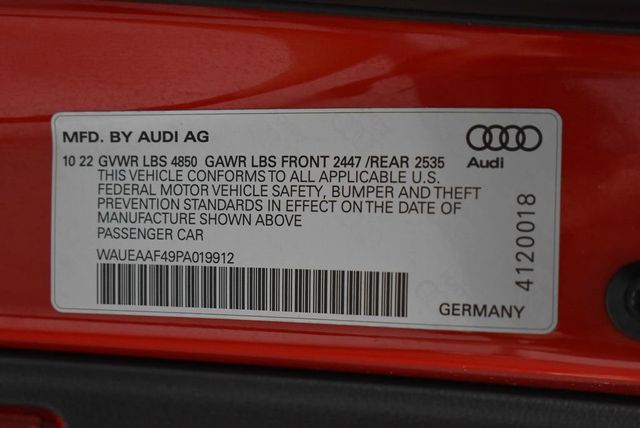 MFD. BY AUDI AG
10 22 GVWR LBS 4850 GAWR LBS FRONT 2447 /REAR 2535
THIS VEHICLE CONFORMS TO ALL APPLICABLE U.S.
FEDERAL MOTOR VEHICLE SAFETY, BUMPER AND THEFT
PREVENTION STANDARDS IN EFFECT ON THE DATE OF
MANUFACTURE SHOWN ABOVE
PASSENGER CAR
WAUEAAF49PA019912
Audi
4120018
GERMANY